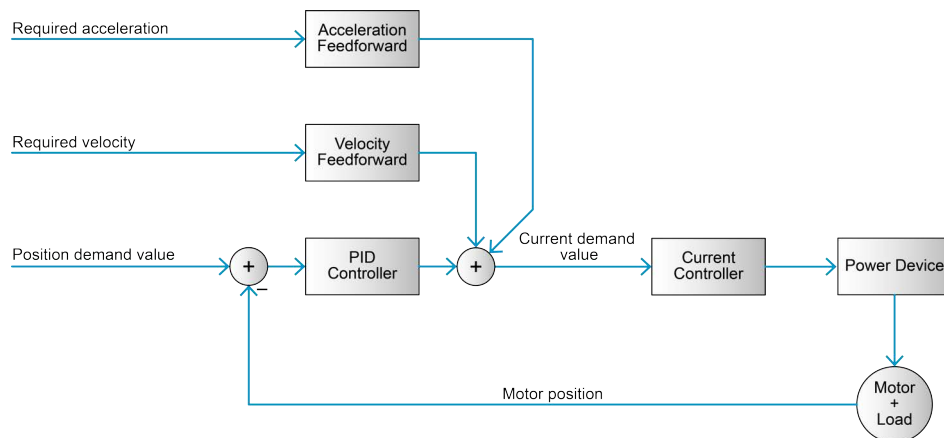 Required acceleration
Acceleration
Feedforward
Required velocity
Velocity
Feedforward
Position demand value
+
−
PID
Controller
+
Current demand
value
Current
Controller
Power Device
Motor position
Motor
+
Load